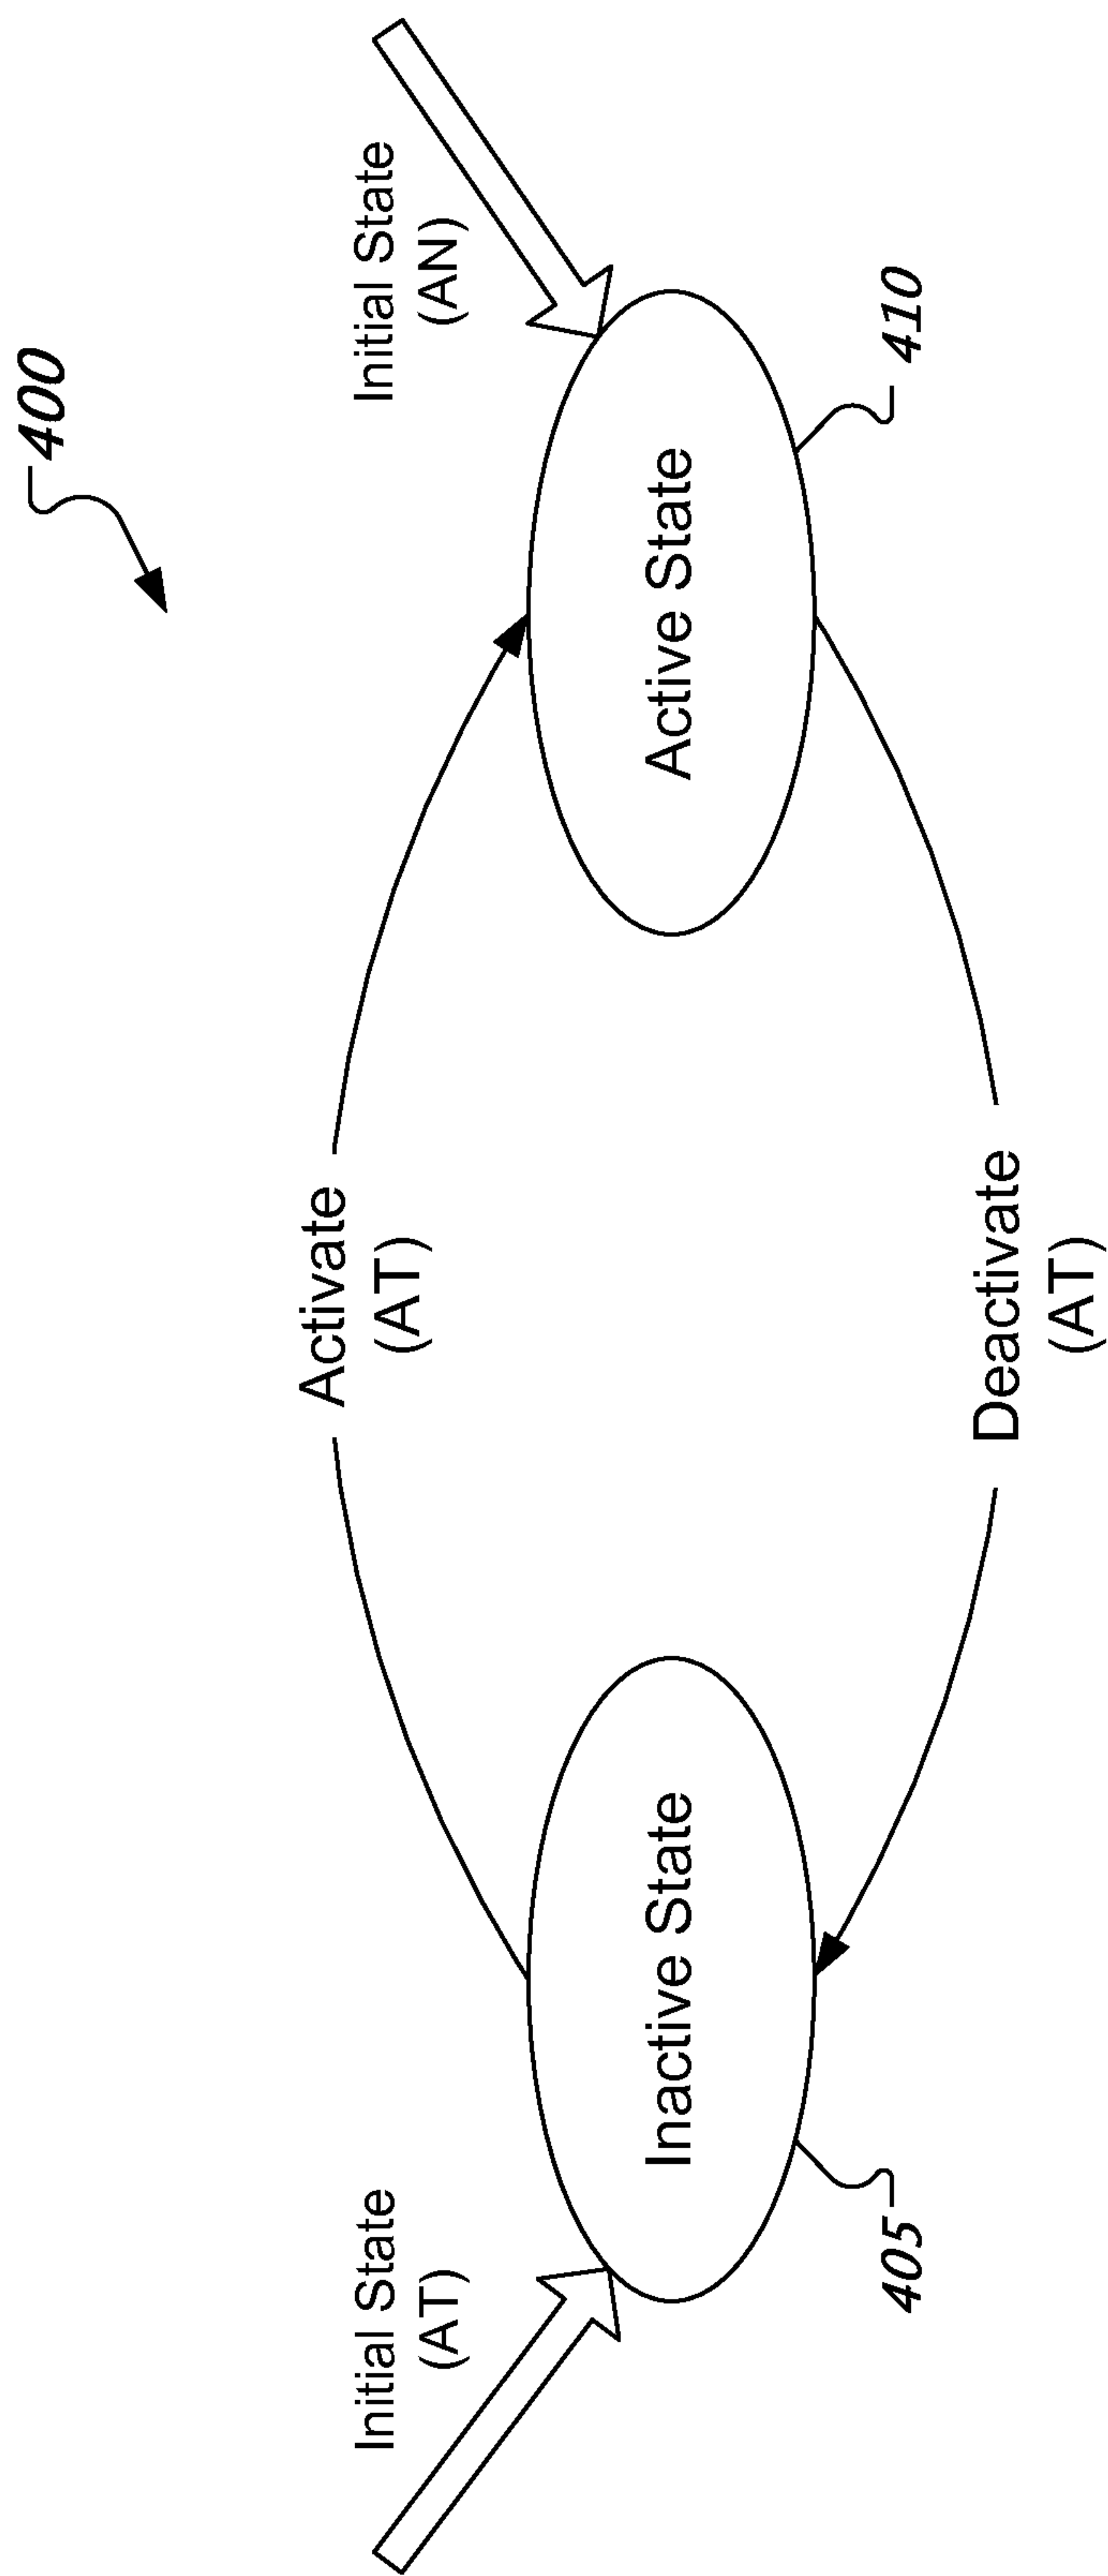 400
Initial State
(AT)
Activate
(AT)
Initial State
(AN)
Inactive State
Active State
405
410
Deactivate
(AT)